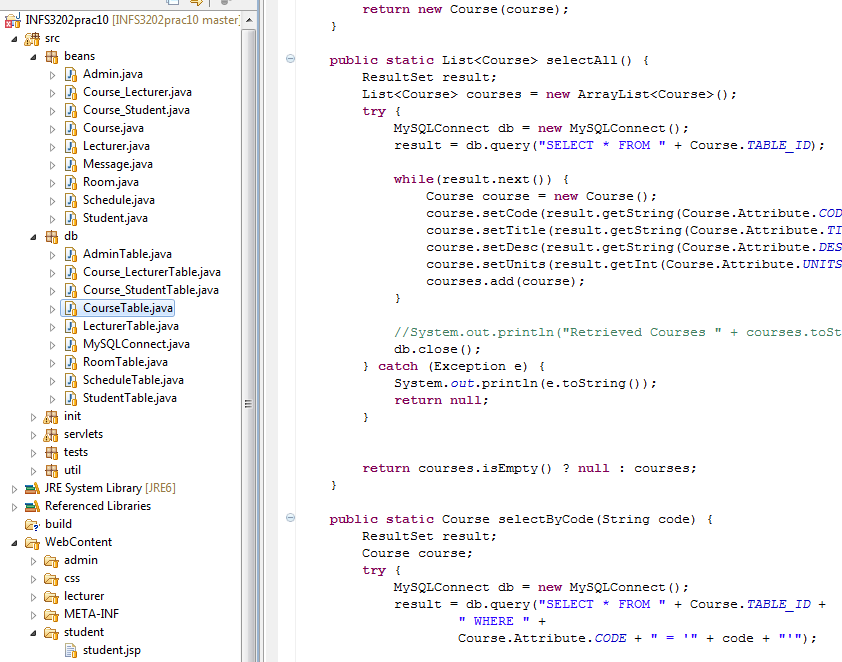 INFS3202prac10 [INFS3202prac10 master]
src
beans
Admin.java
Course_Lecturer.java
Course_Student.java
Course.java
Lecturer.java
Message.java
Room.java
Schedule.java
Student.java
db
AdminTable.java
Course_LecturerTable.java
Course_StudentTable.java
CourseTable.java
LecturerTable.java
MySQLConnect.java
RoomTable.java
ScheduleTable.java
StudentTable.java
init
servlets
tests
util
JRE System Library [JRE6]
Referenced Libraries
build
WebContent
admin
css
lecturer
META-INF
student
student.jsp
return new Course(course);
}
public static List<Course> selectAll() {
ResultSet result;
List<Course> courses = new ArrayList<Course>();
try {
MySQLConnect db = new MySQLConnect();
result = db.query("SELECT * FROM " + Course.TABLE_ID);
while(result.next()) {
Course course = new Course();
course.setCode(result.getString(Course.Attribute.COD
course.setTitle(result.getString(Course.Attribute.TI
course.setDesc(result.getString(Course.Attribute.DES
course.setUnits(result.getInt(Course.Attribute.UNITS
courses.add(course);
}
//System.out.println("Retrieved Courses " + courses.toSt
db.close();
} catch (Exception e) {
System.out.println(e.toString());
return null;
}
return courses.isEmpty() ? null : courses;
}
public static Course selectByCode(String code) {
ResultSet result;
Course course;
try {
MySQLConnect db = new MySQLConnect();
result = db.query("SELECT * FROM " + Course.TABLE_ID +
" WHERE " +
Course.Attribute.CODE + " = '" + code + "'");